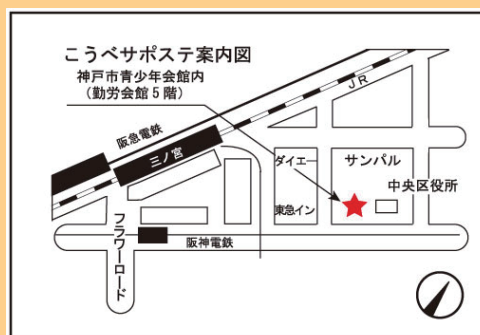 こうべサポステ案内図
神戸市青少年会館内
(勤労会館5階)
JR
阪急電鉄
三ノ宮
ダイエー
サンパル
中央区役所
東急イン
フラワーロード
阪神電鉄